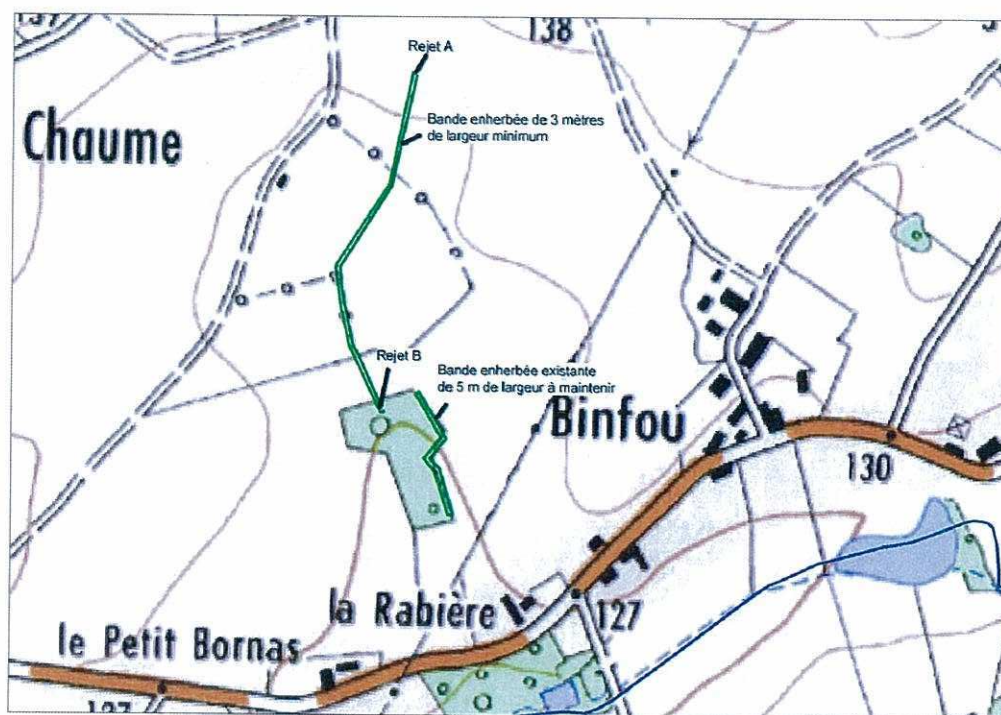 138
Rejet A
Bande enherbée de 3 mètres
de largeur minimum
Chaume
Rejet B
Bande enherbée existante
de 5 m de largeur à maintenir
Binfou
130
la Rabière
127
le Petit Bornas